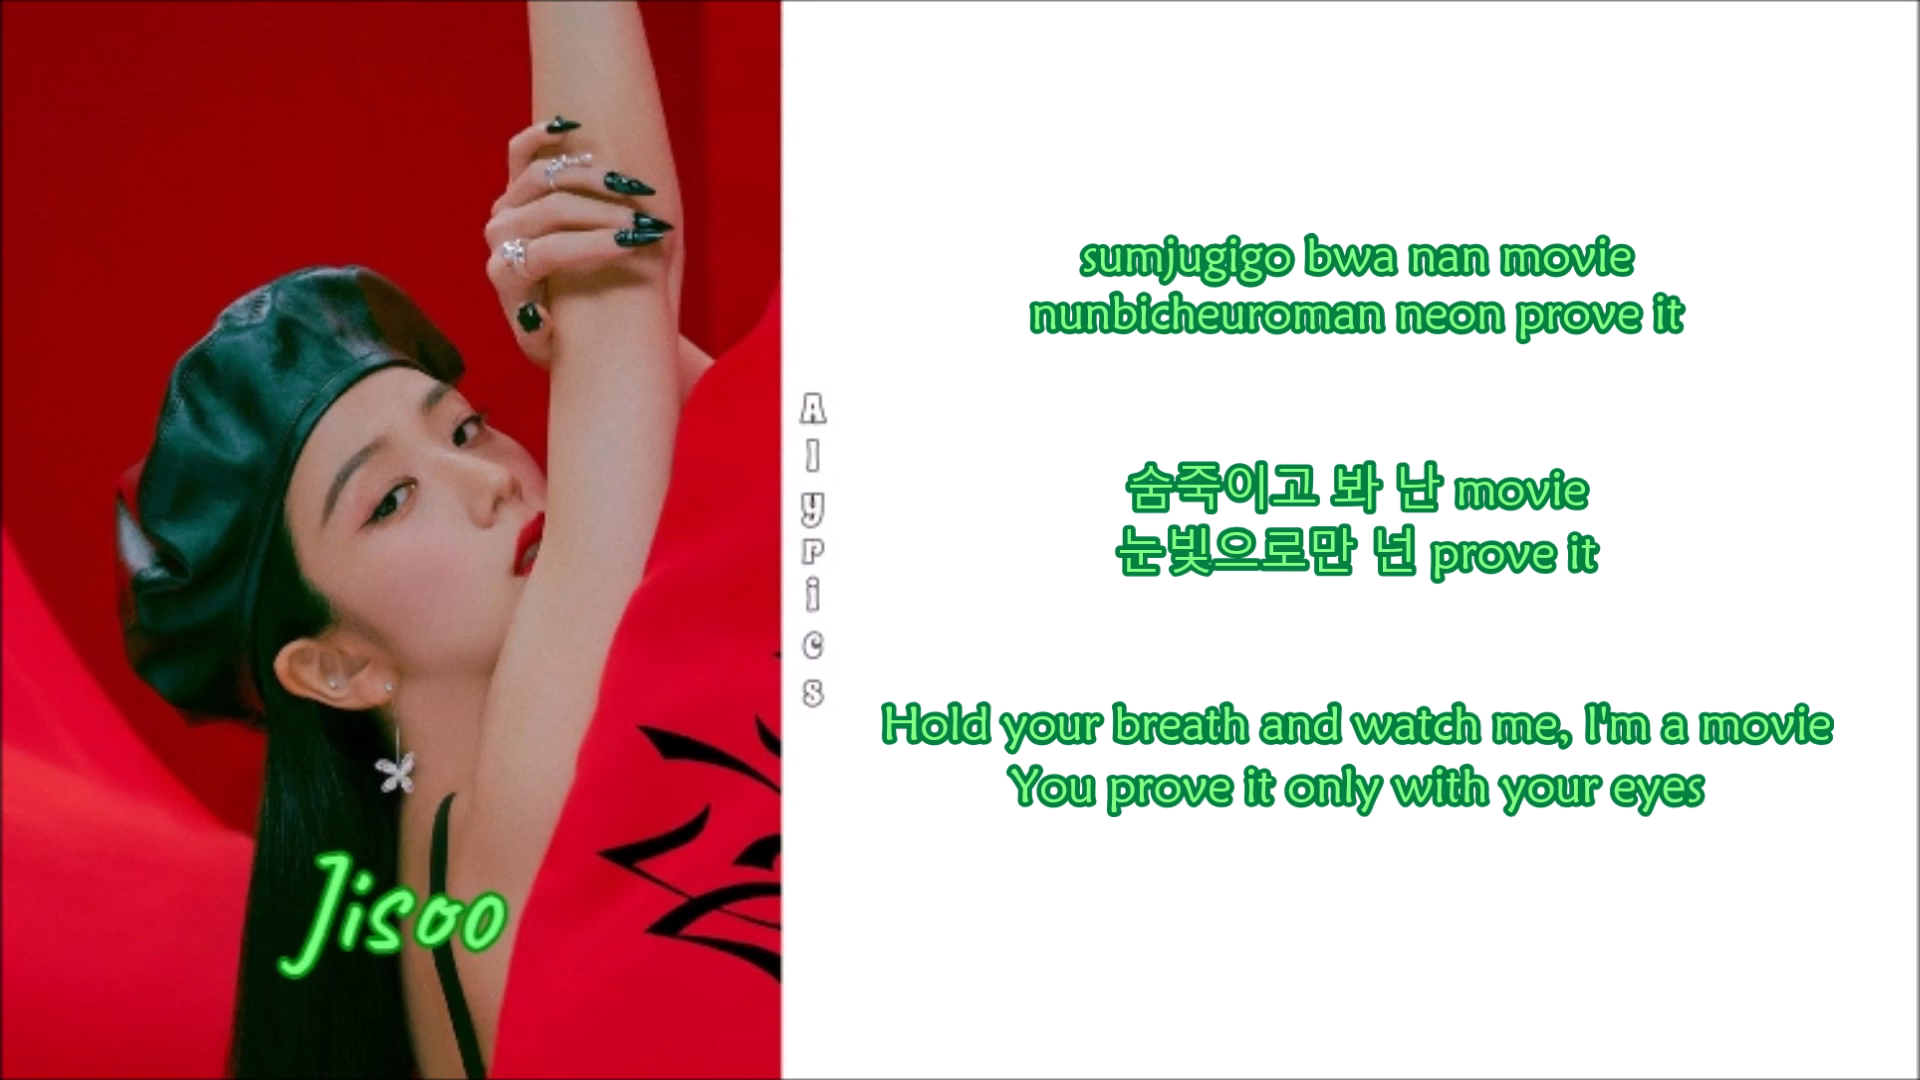 sumjugigo bwa nan movie
nunbicheuroman neon prove it
숨죽이고 봐 난 movie
눈빛으로만 넌 prove it
Hold your breath and watch me, I'm a movie
You prove it only with your eyes
Alypics
Jisoo